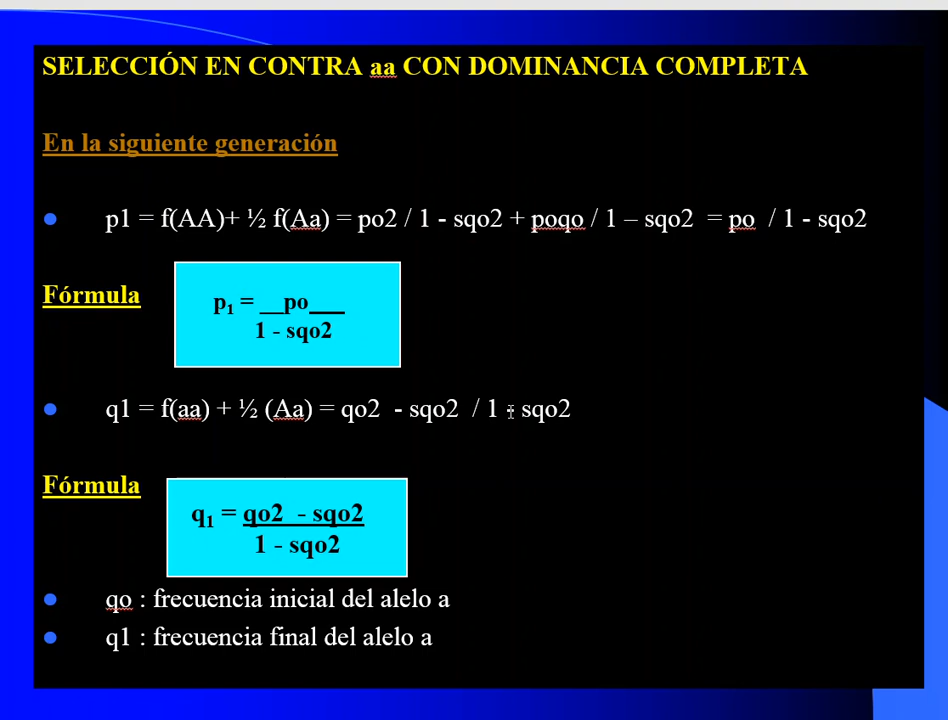 SELECCIÓN EN CONTRA aa CON DOMINANCIA COMPLETA
En la siguiente generación
p1 = f(AA)+ ½ f(Aa) = po2 / 1 - sqo2 + poqo / 1 – sqo2 = po / 1 - sqo2
Fórmula
p₁ = __po___
1 - sqo2
q1 = f(aa) + ½ (Aa) = qo2 - sqo2 / 1 - sqo2
Fórmula
q₁ = qo2 - sqo2
1 - sqo2
qo : frecuencia inicial del alelo a
q1 : frecuencia final del alelo a